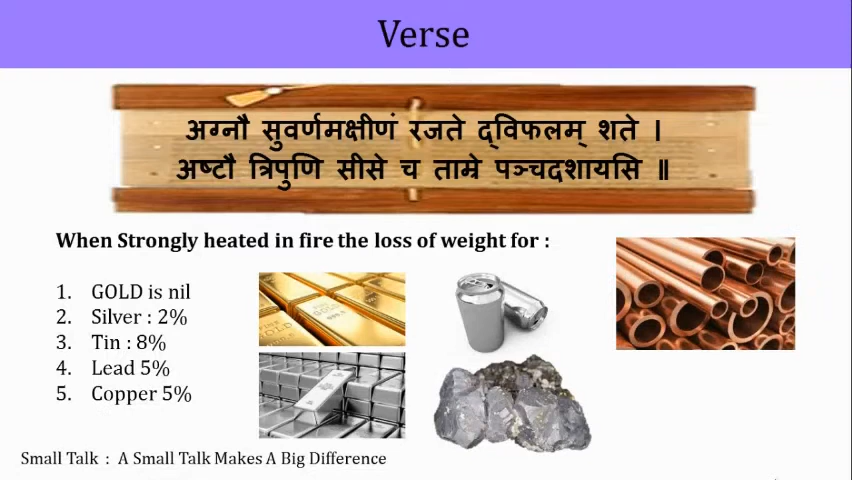 Verse
अग्नौ सुवर्णमक्षीणं रजते द्विफलम् शते ।
अष्टौ त्रिपुणि सीसे च ताम्रे पञ्चदशायसि ॥
When Strongly heated in fire the loss of weight for :
1. GOLD is nil
2. Silver : 2%
3. Tin : 8%
4. Lead 5%
5. Copper 5%
Small Talk : A Small Talk Makes A Big Difference